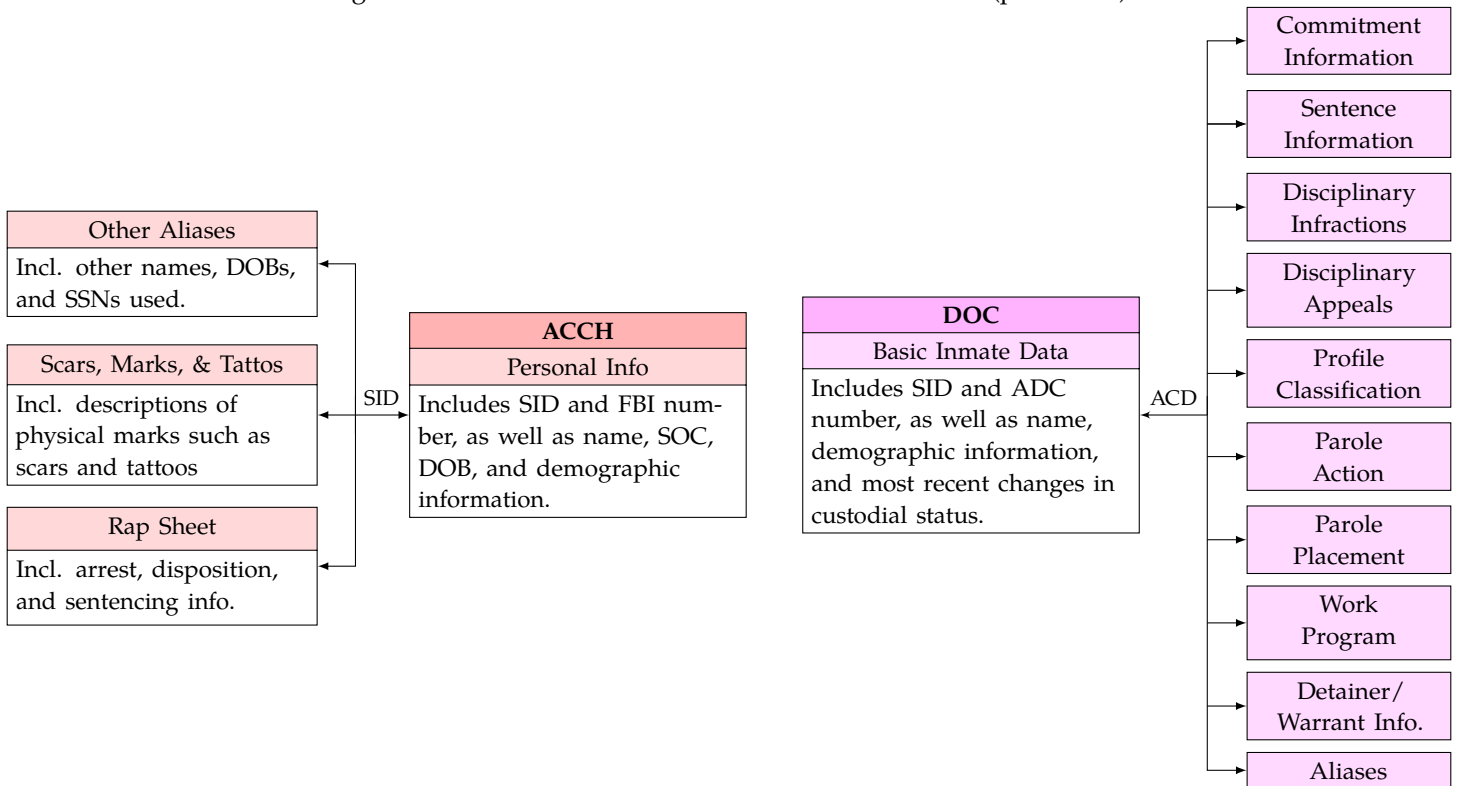 Other Aliases
Incl. other names, DOBs,
and SSNs used.
Scars, Marks, & Tattos
Incl. descriptions of
physical marks such as
scars and tattoos
Rap Sheet
Incl. arrest, disposition,
and sentencing info.
SID
ACCH
Personal Info
Includes SID and FBI num-
ber, as well as name, SOC,
DOB, and demographic
information.
DOC
Basic Inmate Data
Includes SID and ADC
number, as well as name,
demographic information,
and most recent changes in
custodial status.
ACD
Commitment
Information
Sentence
Information
Disciplinary
Infractions
Disciplinary
Appeals
Profile
Classification
Parole
Action
Parole
Placement
Work
Program
Detainer/
Warrant Info.
Aliases